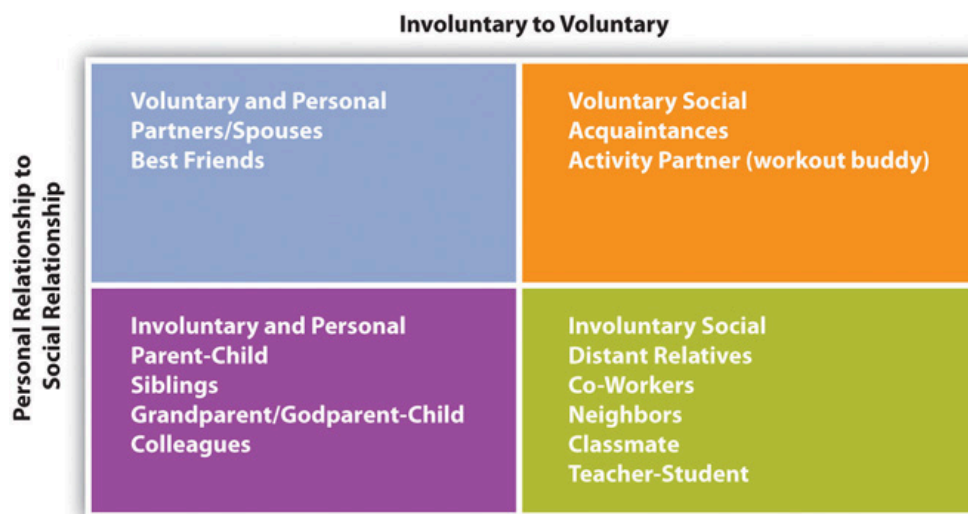 Involuntary to Voluntary
Personal Relationship to
Social Relationship
Voluntary and Personal
Partners/Spouses
Best Friends
Voluntary Social
Acquaintances
Activity Partner (workout buddy)
Involuntary and Personal
Parent-Child
Siblings
Grandparent/Godparent-Child
Colleagues
Involuntary Social
Distant Relatives
Co-Workers
Neighbors
Classmate
Teacher-Student